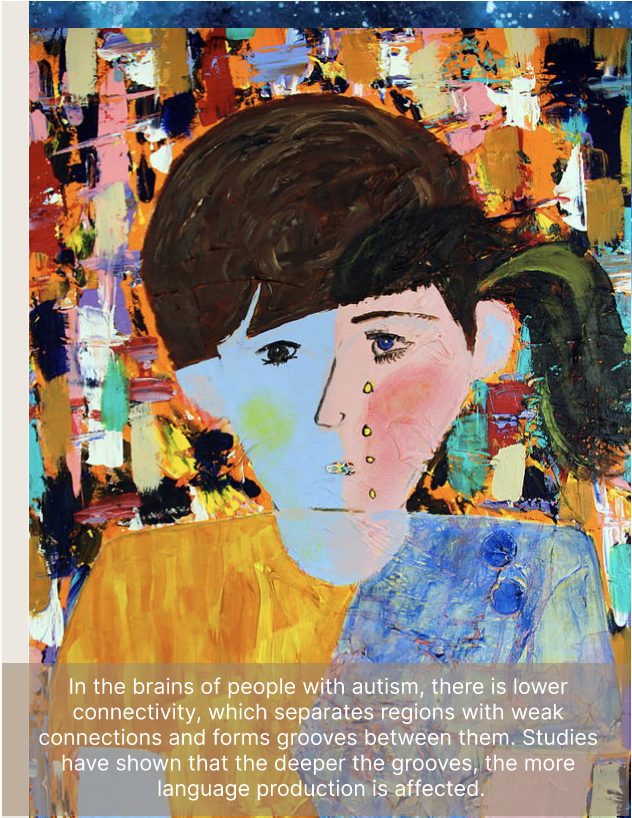 In the brains of people with autism, there is lower
connectivity, which separates regions with weak
connections and forms grooves between them. Studies
have shown that the deeper the grooves, the more
language production is affected.